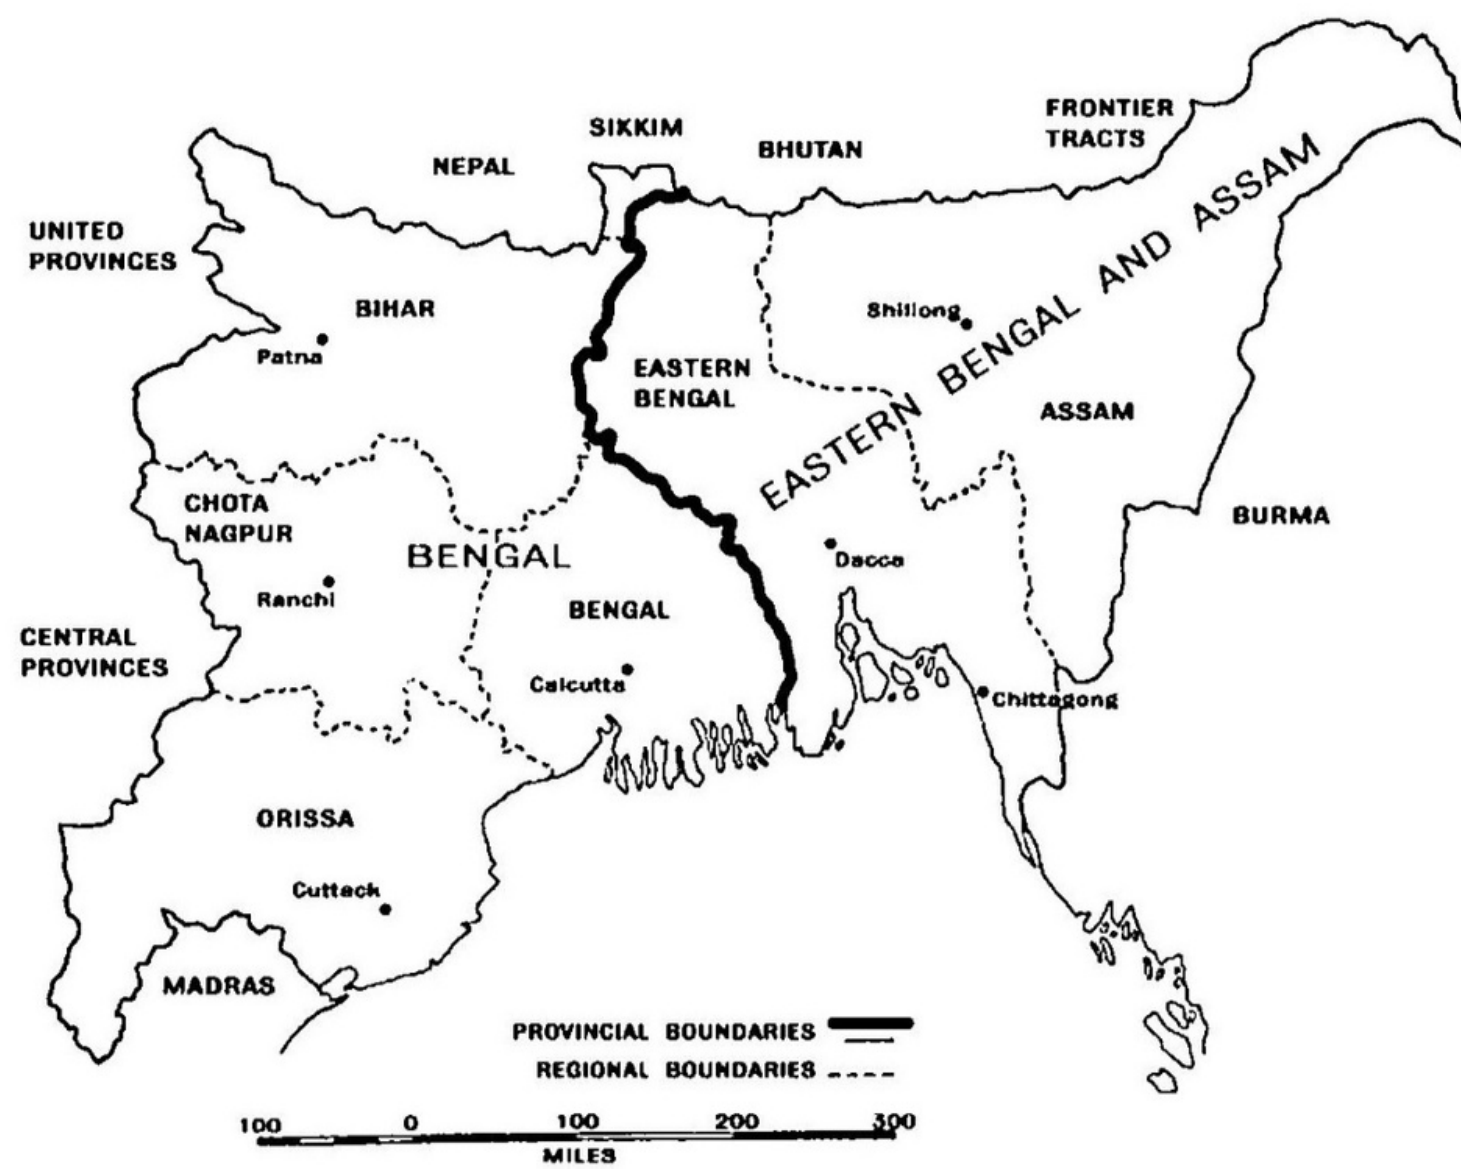 SIKKIM
NEPAL
BHUTAN
FRONTIER
TRACTS
UNITED
PROVINCES
BIHAR
Patna
Shillong
EASTERN BENGAL AND ASSAM
EASTERN
BENGAL
ASSAM
CHOTA
NAGPUR
BENGAL
BURMA
Dacca
Ranchi
BENGAL
CENTRAL
PROVINCES
Calcutta
Chittagong
ORISSA
Cuttack
MADRAS
PROVINCIAL BOUNDARIES
REGIONAL BOUNDARIES
100 0 100 200 300
MILES